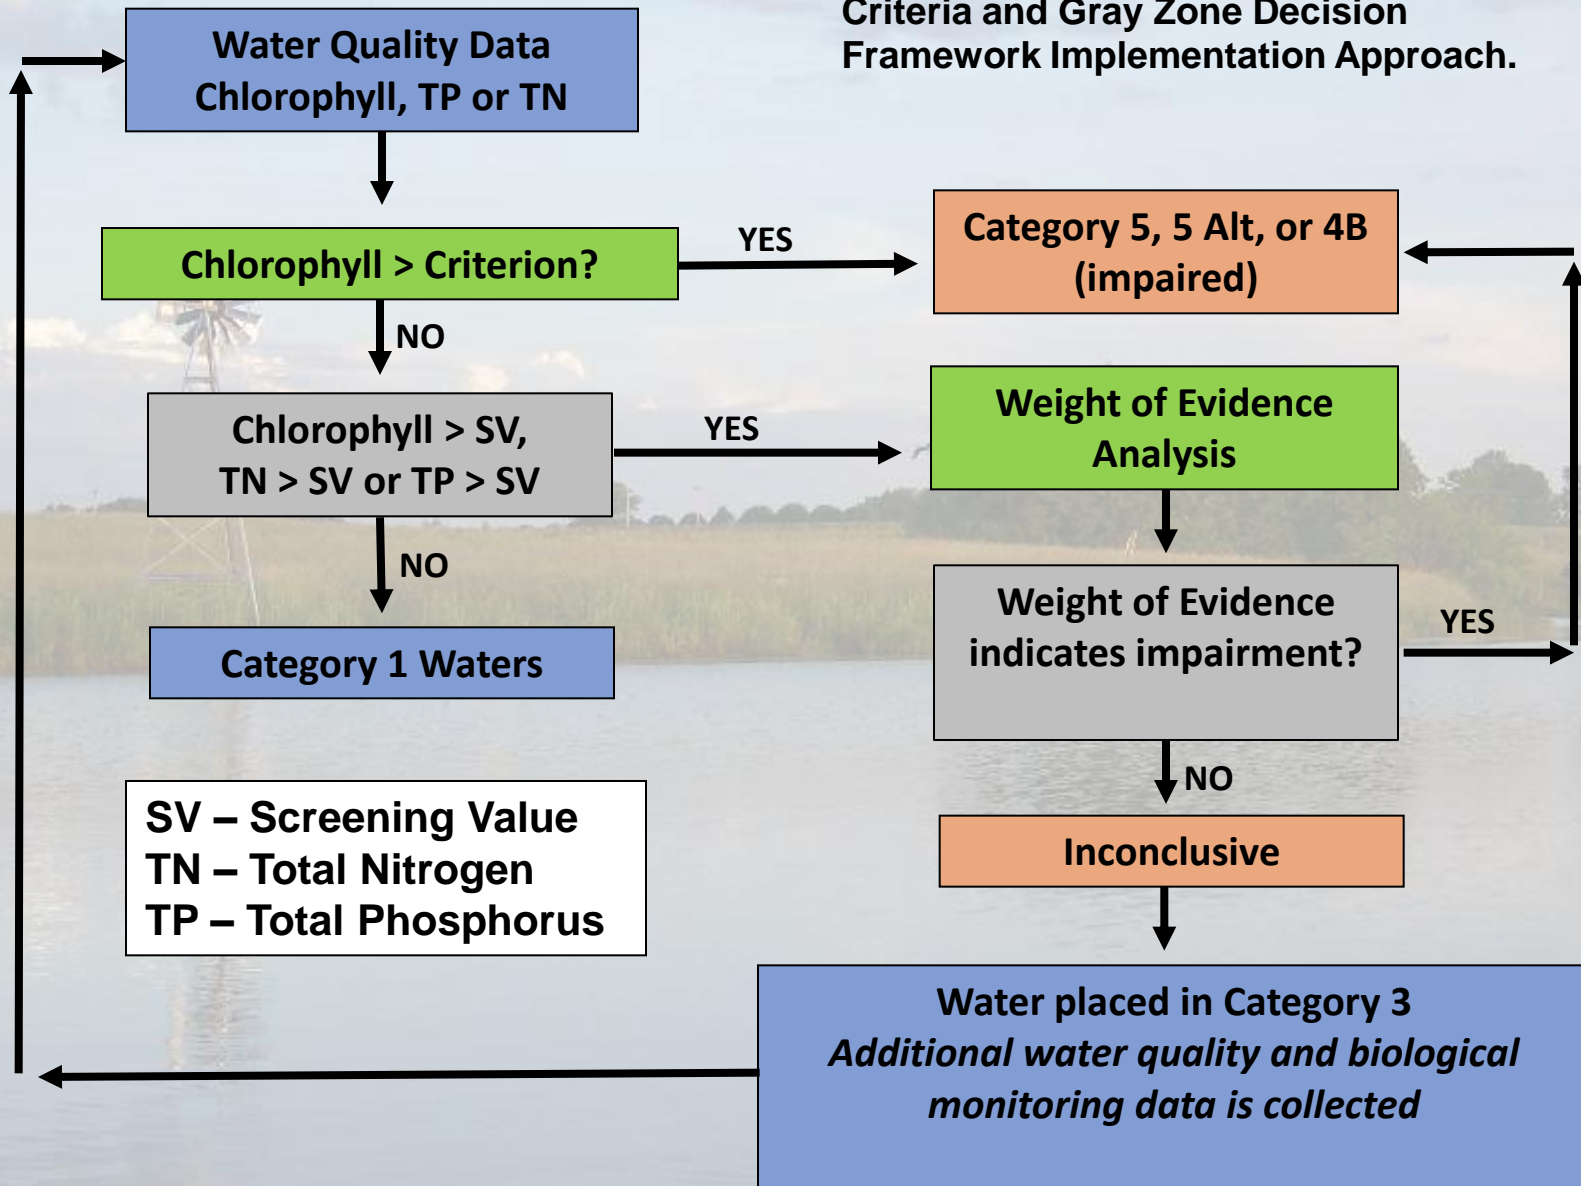 Criteria and Gray Zone Decision
Framework Implementation Approach.
Water Quality Data
Chlorophyll, TP or TN
Chlorophyll > Criterion?
YES
Category 5, 5 Alt, or 4B
(impaired)
NO
Chlorophyll > SV,
TN > SV or TP > SV
YES
Weight of Evidence
Analysis
NO
Category 1 Waters
Weight of Evidence
indicates impairment?
YES
NO
Inconclusive
SV – Screening Value
TN – Total Nitrogen
TP – Total Phosphorus
Water placed in Category 3
Additional water quality and biological
monitoring data is collected